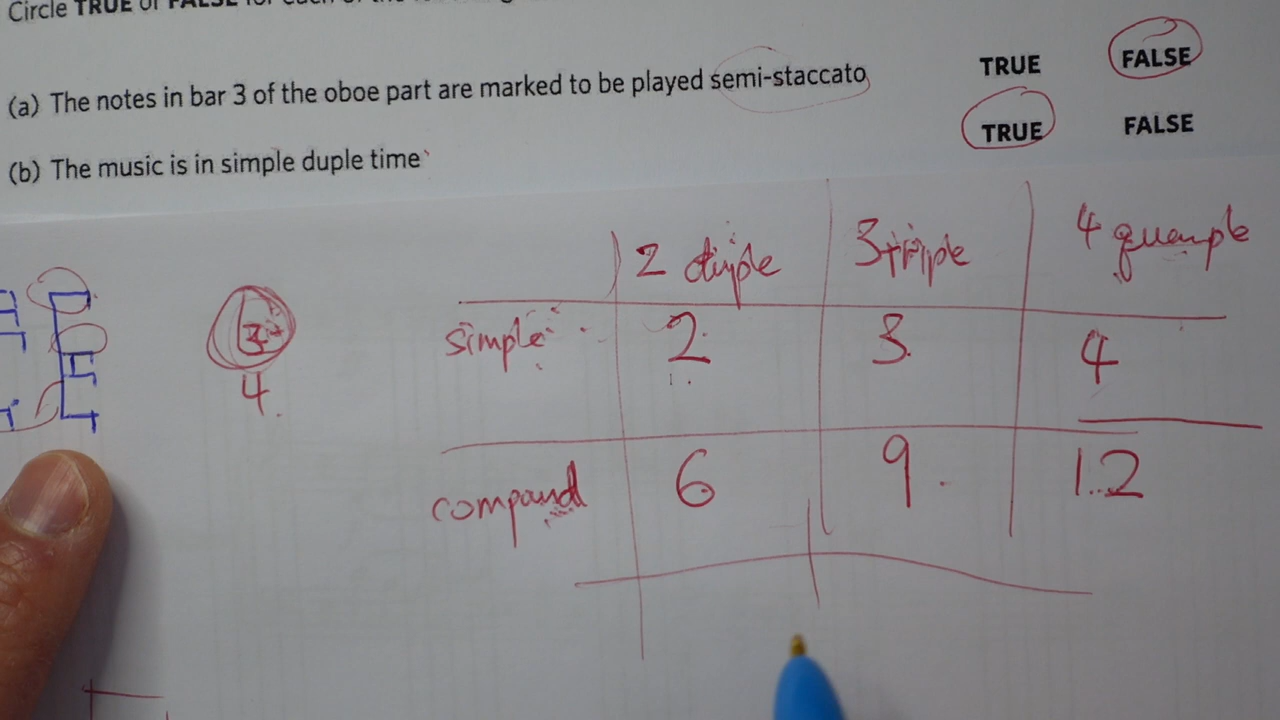 Circle TRUE or FALSE for each of the following
(a) The notes in bar 3 of the oboe part are marked to be played semi-staccato TRUE FALSE
(b) The music is in simple duple time TRUE FALSE
2 duple 3 triple 4
simple 2 3 4
compound 6 9 12
3
4